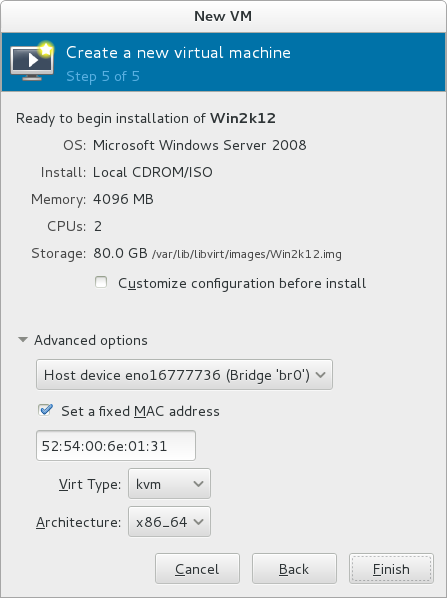 New VM
Create a new virtual machine
Step 5 of 5
Ready to begin installation of Win2k12
OS: Microsoft Windows Server 2008
Install: Local CDROM/ISO
Memory: 4096 MB
CPUs: 2
Storage: 80.0 GB /var/lib/libvirt/images/Win2k12.img
Customize configuration before install
Advanced options
Host device eno16777736 (Bridge 'br0')
Set a fixed MAC address
52:54:00:6e:01:31
Virt Type: kvm
Architecture: x86_64
Cancel Back Finish